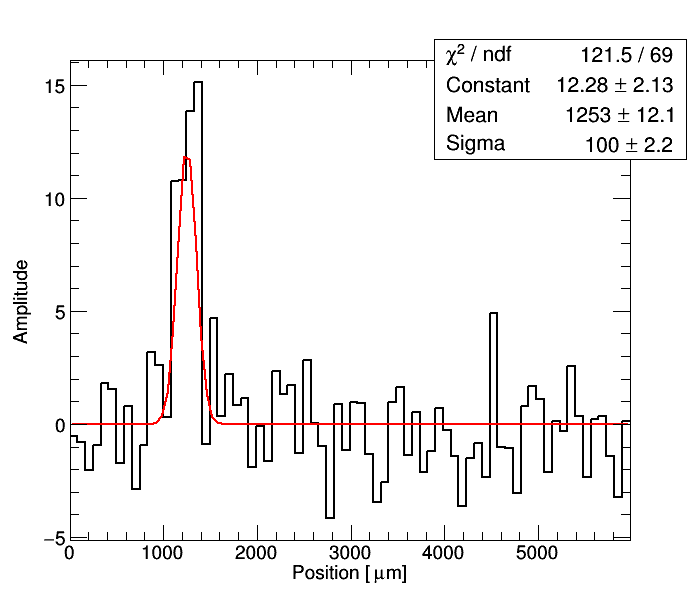 χ² / ndf 121.5 / 69
Constant 12.28 ± 2.13
Mean 1253 ± 12.1
Sigma 100 ± 2.2
15
10
5
0
−5
Amplitude
0 1000 2000 3000 4000 5000
Position [ μm]